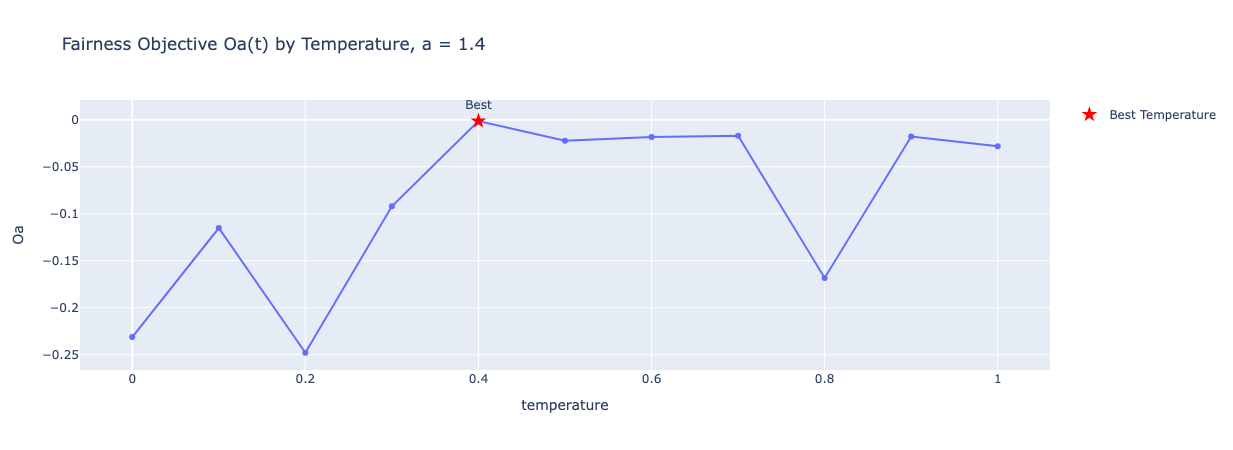 Fairness Objective Oa(t) by Temperature, a = 1.4
Best
Best Temperature
0
−0.05
−0.1
−0.15
−0.2
−0.25
Oa
0
0.2
0.4
0.6
0.8
1
temperature